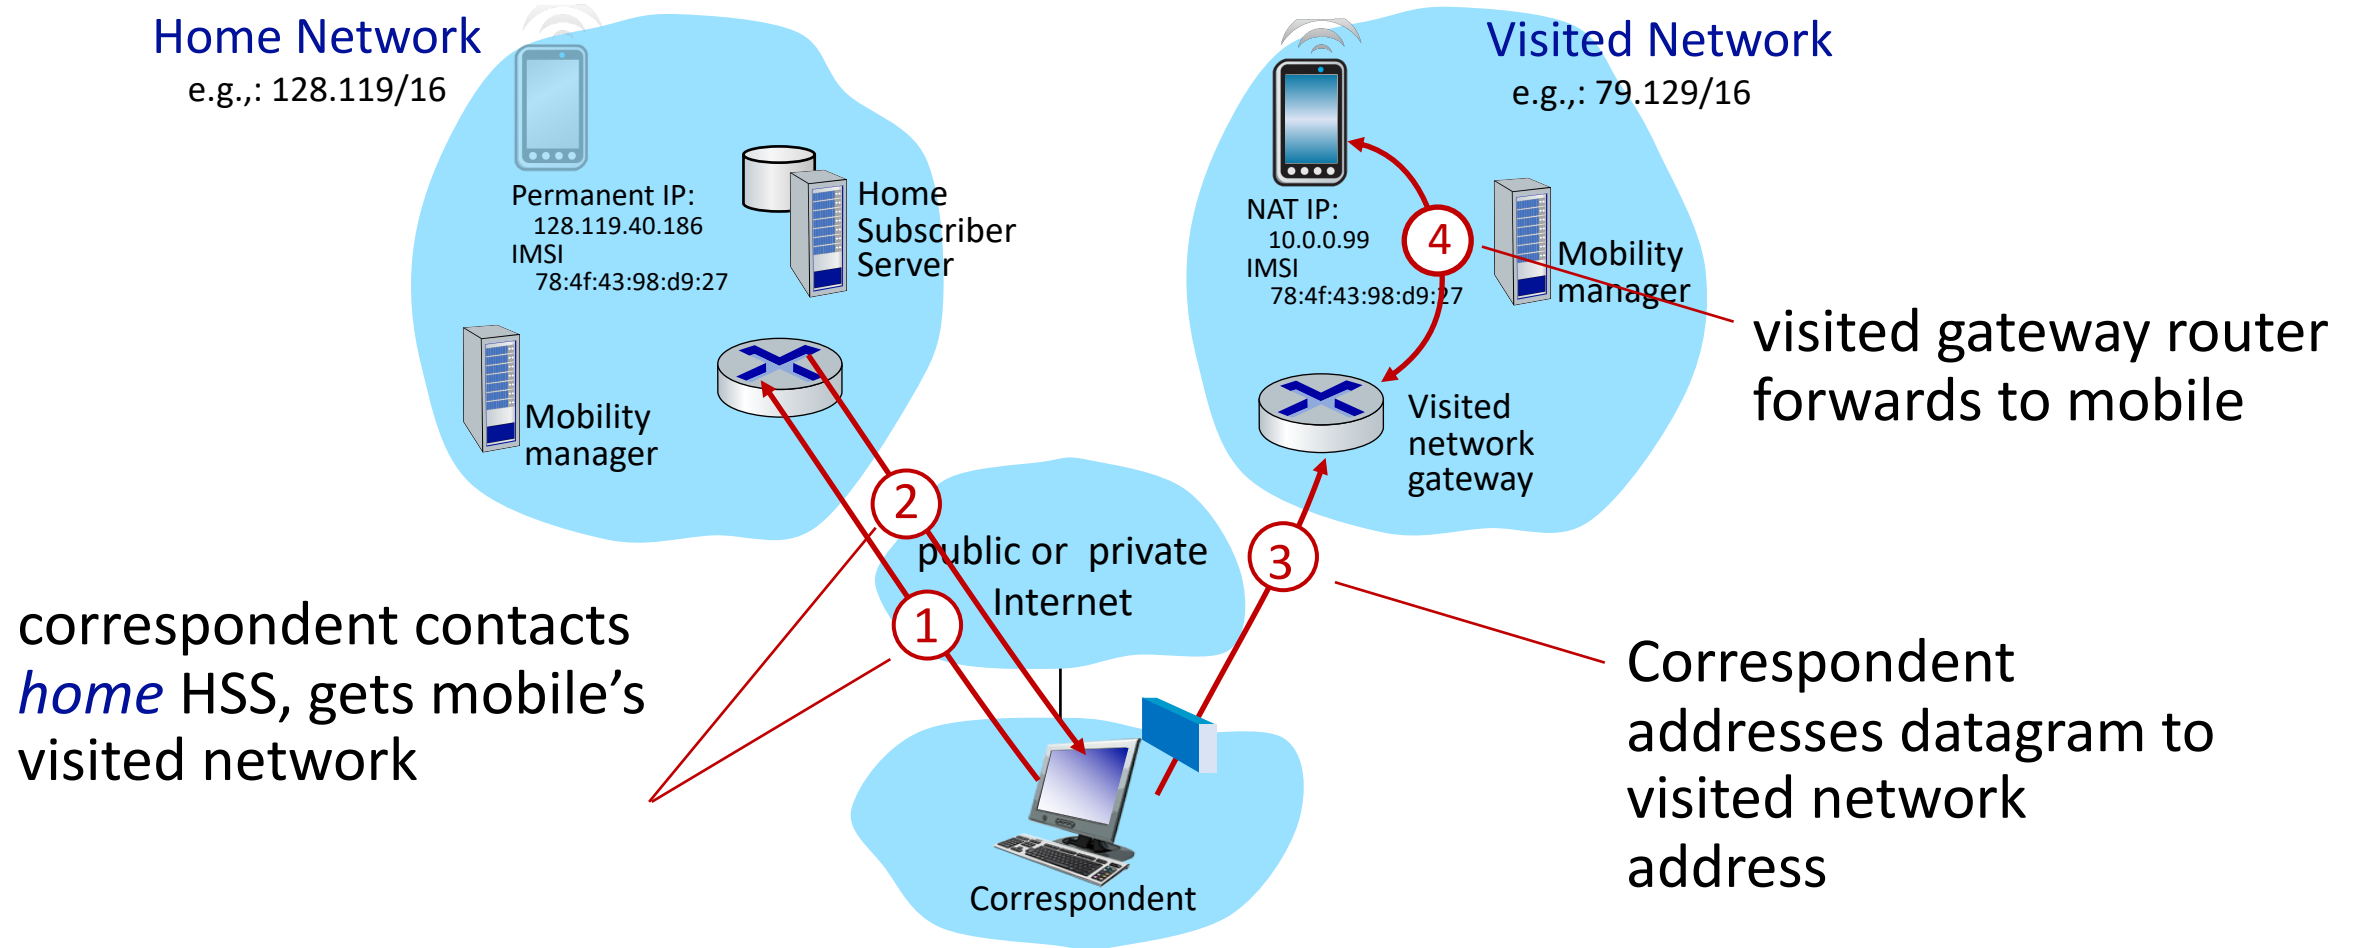 Home Network
e.g.,: 128.119/16
Permanent IP:
128.119.40.186
IMSI
78:4f:43:98:d9:27
Home
Subscriber
Server
Mobility
manager
Visited Network
e.g.,: 79.129/16
NAT IP:
10.0.0.99
IMSI
78:4f:43:98:d9:27
4
Mobility
manager
Visited
network
gateway
visited gateway router
forwards to mobile
2
public or private
Internet
1
3
correspondent contacts
home HSS, gets mobile’s
visited network
Correspondent
addresses datagram to
visited network
address
Correspondent